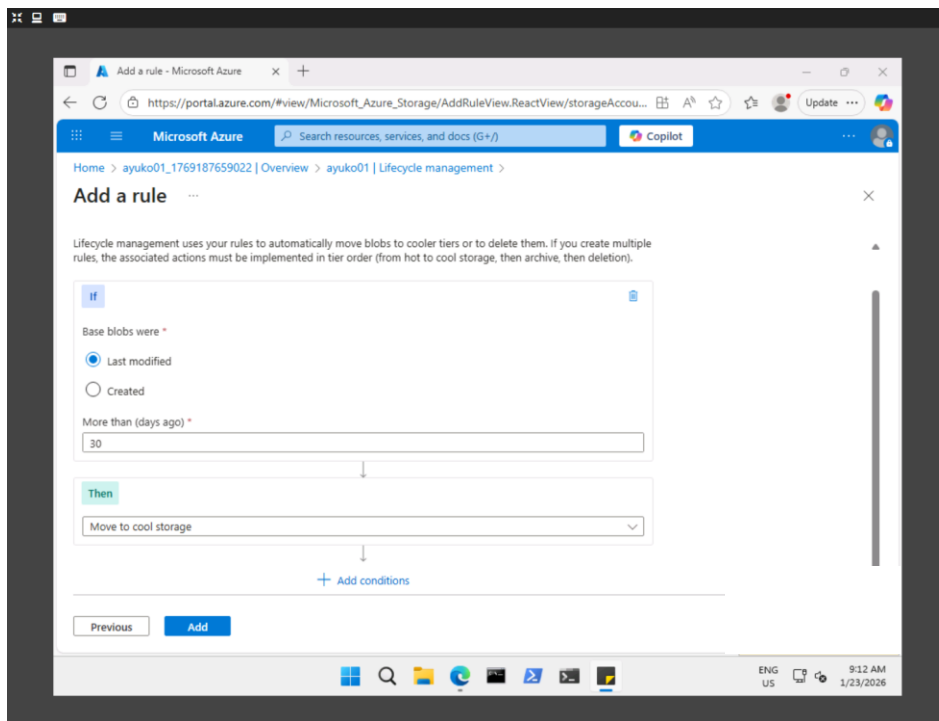 Add a rule - Microsoft Azure
https://portal.azure.com/#view/Microsoft_Azure_Storage/AddRuleView.ReactView/storageAccou...
Update
Microsoft Azure
Search resources, services, and docs (G+/)
Copilot
Home > ayuko01_1769187659022 | Overview > ayuko01 | Lifecycle management >
Add a rule
Lifecycle management uses your rules to automatically move blobs to cooler tiers or to delete them. If you create multiple
rules, the associated actions must be implemented in tier order (from hot to cool storage, then archive, then deletion).
If
Base blobs were *
Last modified
Created
More than (days ago) *
30
Then
Move to cool storage
Add conditions
Previous
Add
ENG
US
9:12 AM
1/23/2026